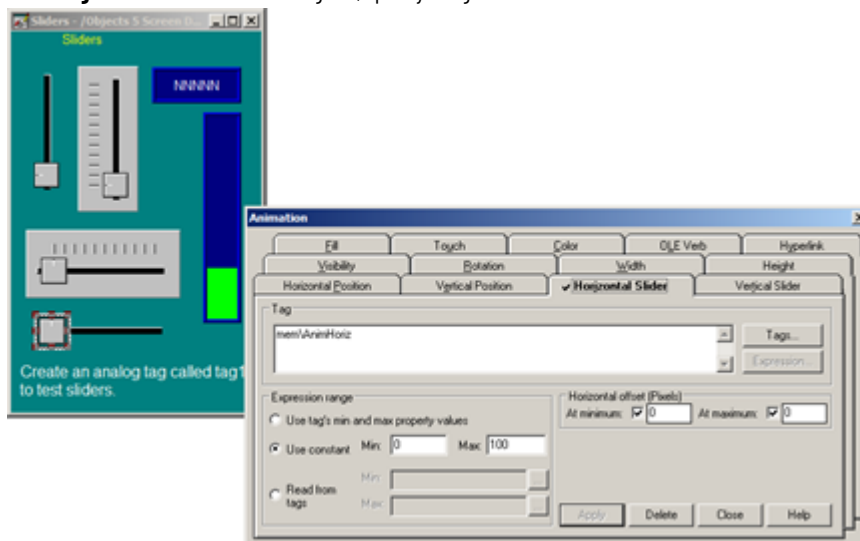 Sliders - /Objects 5 Screen D...
Sliders
NNNNN
Create an analog tag called tag1
to test sliders.
Animation
Fill Touch Color OLE Verb Hyperlink
Visibility Rotation Width Height
Horizontal Position Vertical Position Horizontal Slider Vertical Slider
Tag
mem\AnimHoriz
Tags...
Expression...
Expression range
Use tag's min and max property values
Use constant Min: 0 Max: 100
Read from
tags
Min:
Max:
Horizontal offset (Pixels)
At minimum: 0 At maximum: 0
Apply Delete Close Help